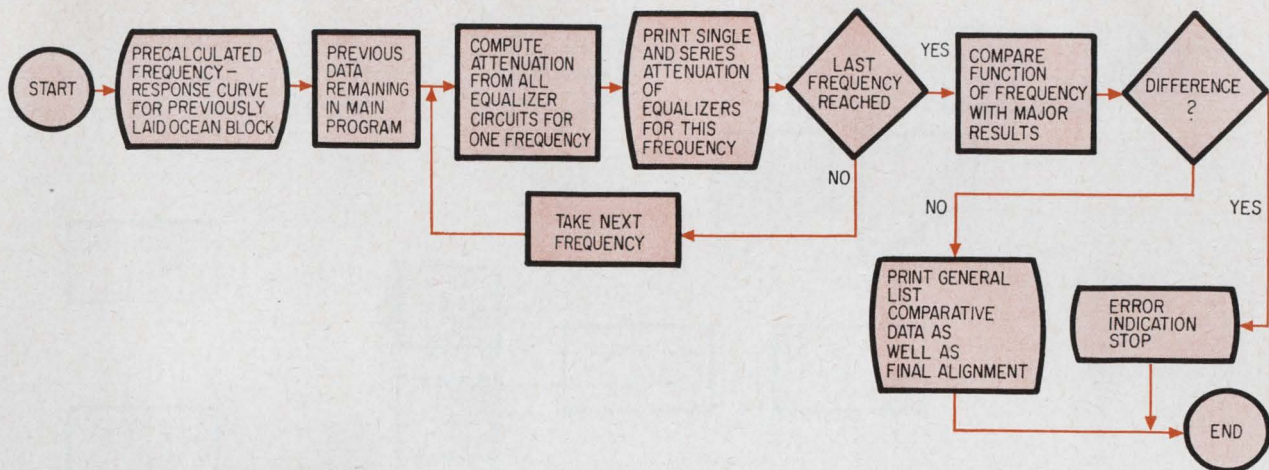 START
PRECALCULATED
FREQUENCY–
RESPONSE CURVE
FOR PREVIOUSLY
LAID OCEAN BLOCK
PREVIOUS
DATA
REMAINING
IN MAIN
PROGRAM
COMPUTE
ATTENUATION
FROM ALL
EQUALIZER
CIRCUITS FOR
ONE FREQUENCY
PRINT SINGLE
AND SERIES
ATTENUATION
OF
EQUALIZERS
FOR THIS
FREQUENCY
LAST
FREQUENCY
REACHED
YES
NO
TAKE NEXT
FREQUENCY
COMPARE
FUNCTION
OF FREQUENCY
WITH MAJOR
RESULTS
DIFFERENCE
?
NO
YES
PRINT GENERAL
LIST
COMPARATIVE
DATA AS
WELL AS
FINAL ALIGNMENT
ERROR
INDICATION
STOP
END